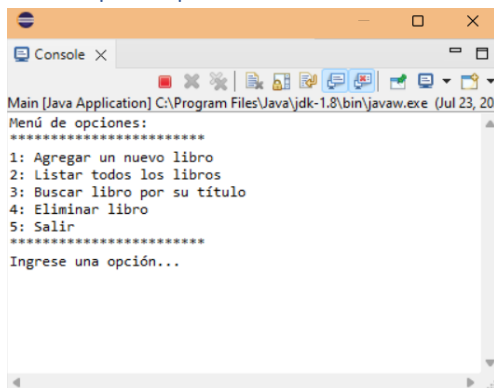 Console
Main [Java Application] C:\Program Files\Java\jdk-1.8\bin\javaw.exe (Jul 23, 20
Menú de opciones:
************************
1: Agregar un nuevo libro
2: Listar todos los libros
3: Buscar libro por su título
4: Eliminar libro
5: Salir
************************
Ingrese una opción...